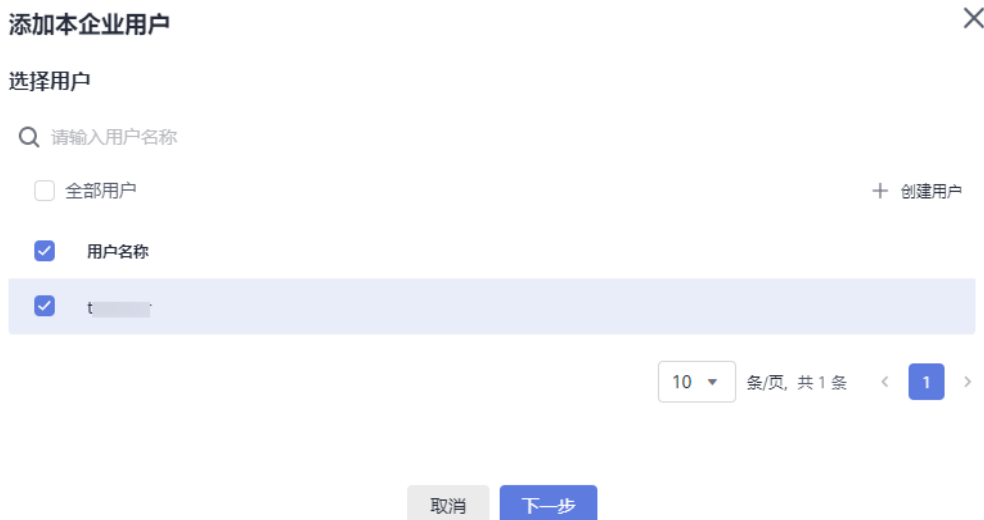 添加本企业用户
选择用户
请输入用户名称
全部用户 创建用户
用户名称
10 条/页, 共 1 条 1
取消 下一步